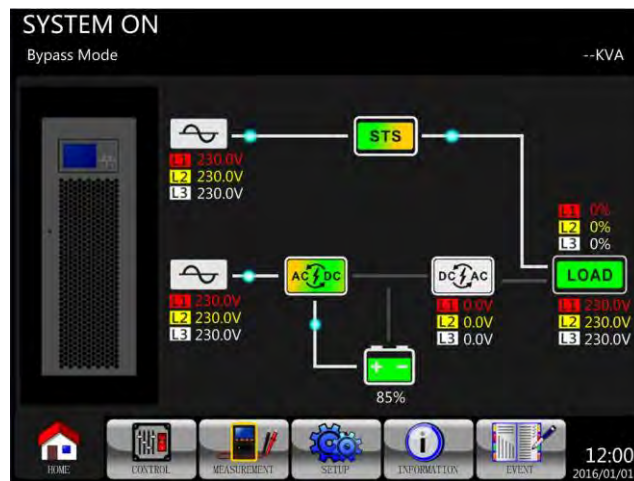 SYSTEM ON
Bypass Mode
--KVA
STS
L1 230.0V
L2 230.0V
L3 230.0V
L1 0%
L2 0%
L3 0%
AC DC
DC AC
LOAD
L1 230.0V
L2 230.0V
L3 230.0V
L1 0.0V
L2 0.0V
L3 0.0V
L1 230.0V
L2 230.0V
L3 230.0V
+ -
85%
HOME
CONTROL
MEASUREMENT
SETUP
INFORMATION
EVENT
12:00
2016/01/01